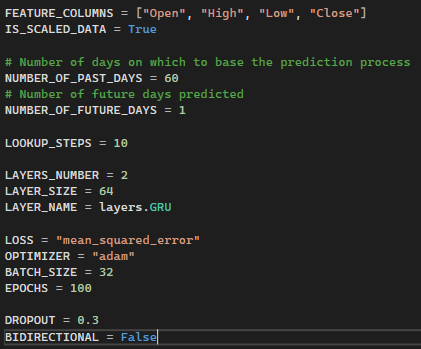 FEATURE_COLUMNS = ["Open", "High", "Low", "Close"]
IS_SCALED_DATA = True
# Number of days on which to base the prediction process
NUMBER_OF_PAST_DAYS = 60
# Number of future days predicted
NUMBER_OF_FUTURE_DAYS = 1
LOOKUP_STEPS = 10
LAYERS_NUMBER = 2
LAYER_SIZE = 64
LAYER_NAME = layers.GRU
LOSS = "mean_squared_error"
OPTIMIZER = "adam"
BATCH_SIZE = 32
EPOCHS = 100
DROPOUT = 0.3
BIDIRECTIONAL = False